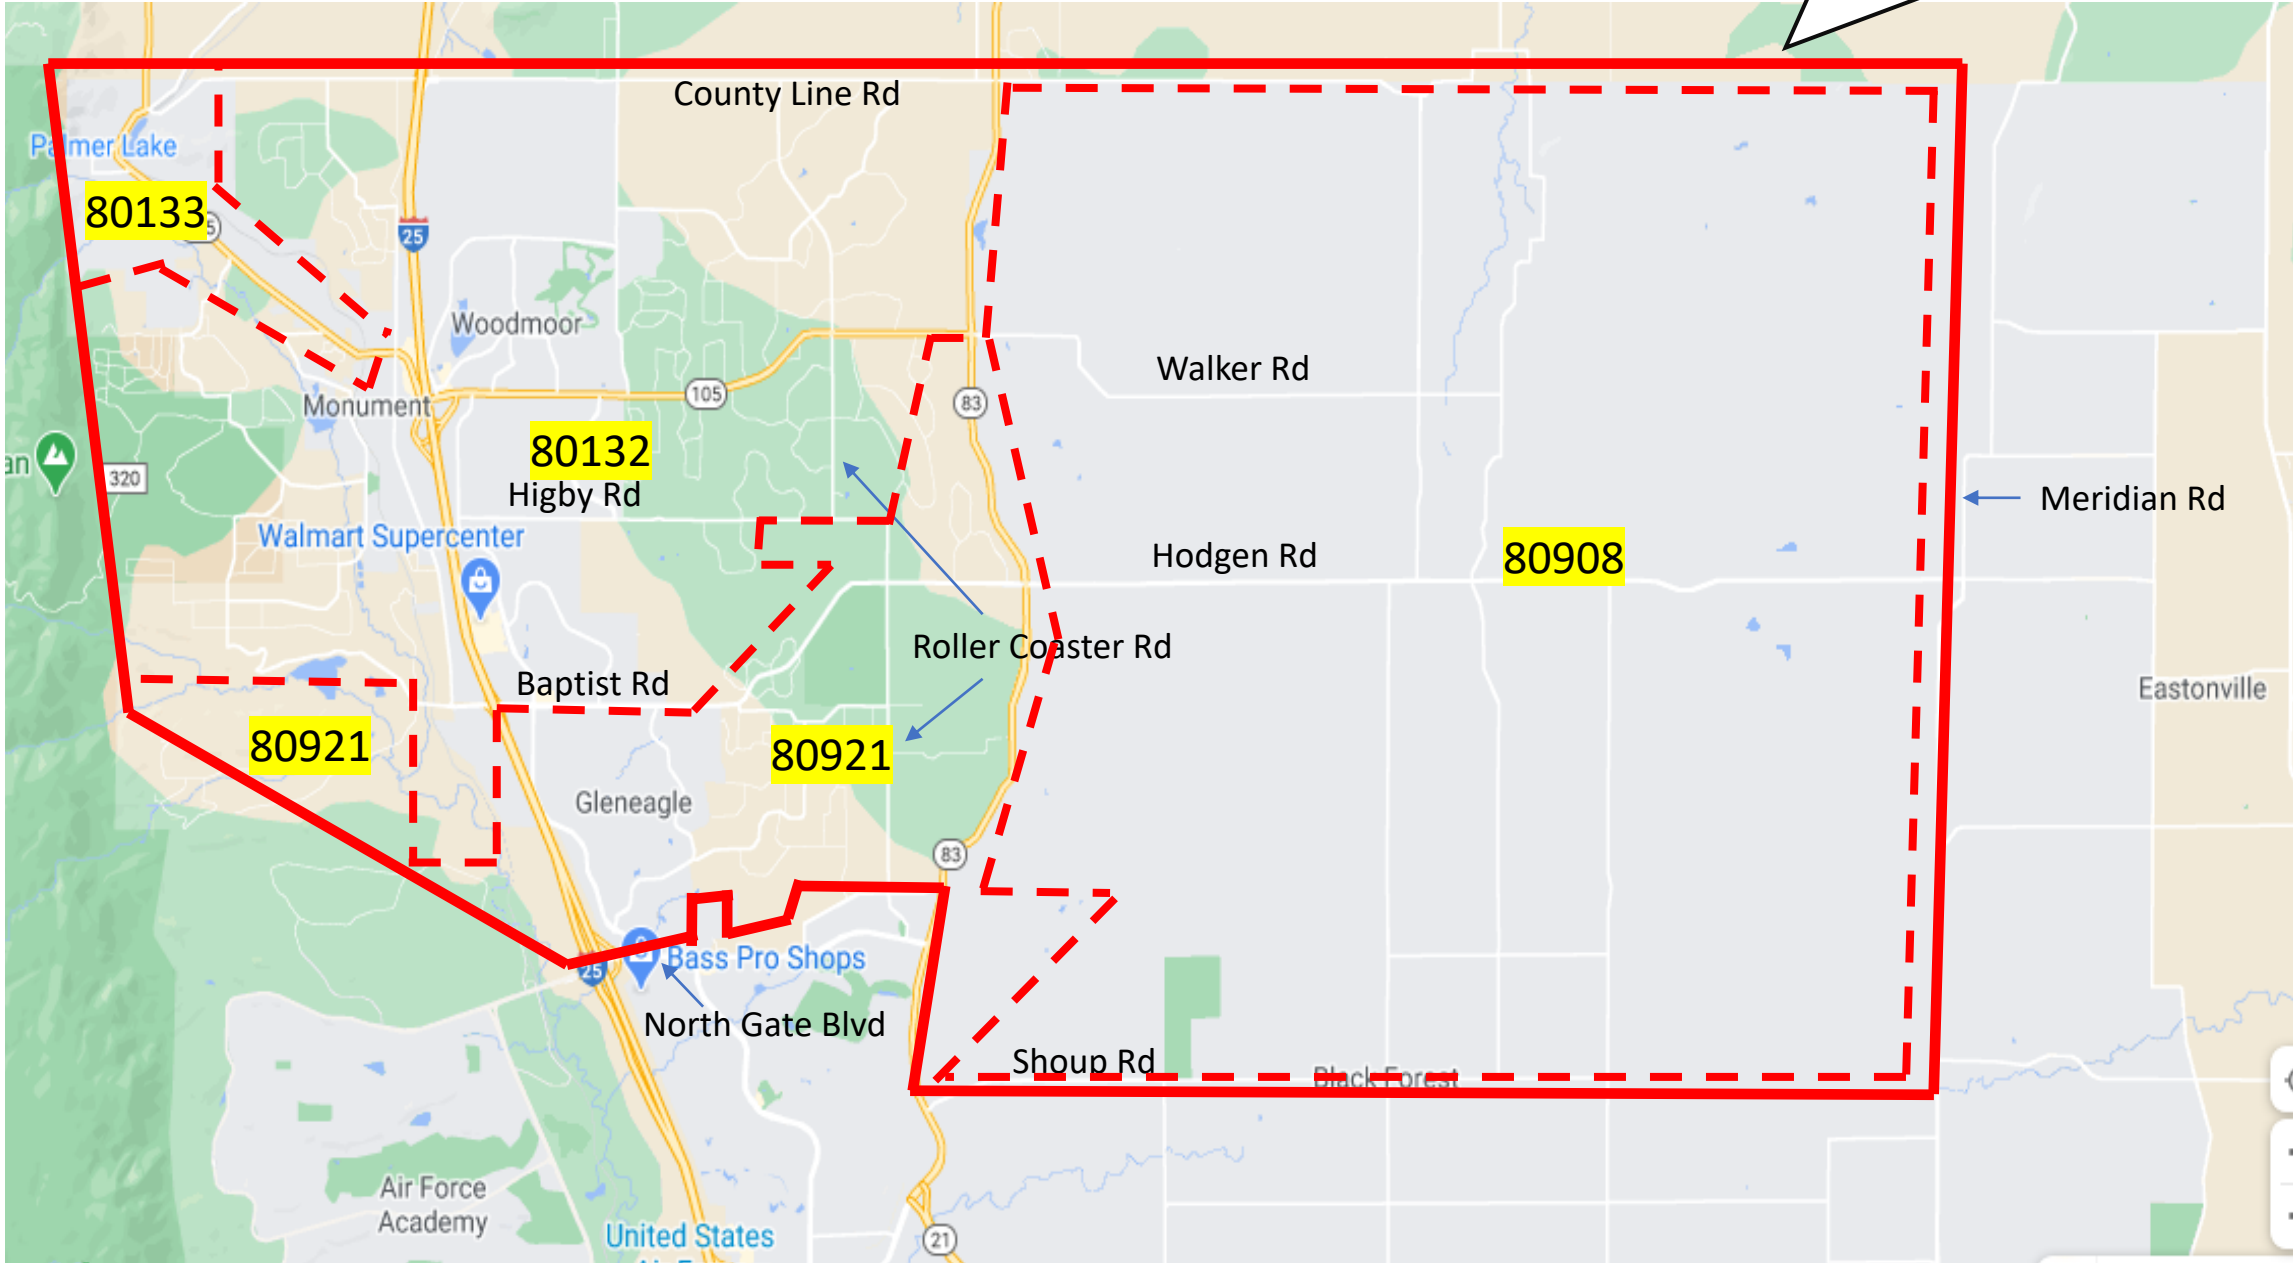 County Line Rd
Palmer Lake
80133
25
Woodmoor
Walker Rd
105
83
Monument
80132
320
Higby Rd
Meridian Rd
Walmart Supercenter
Hodgen Rd
80908
Roller Coaster Rd
Baptist Rd
Eastonville
80921
80921
Gleneagle
83
Bass Pro Shops
25
North Gate Blvd
Shoup Rd
Black Forest
Air Force
Academy
United States
21